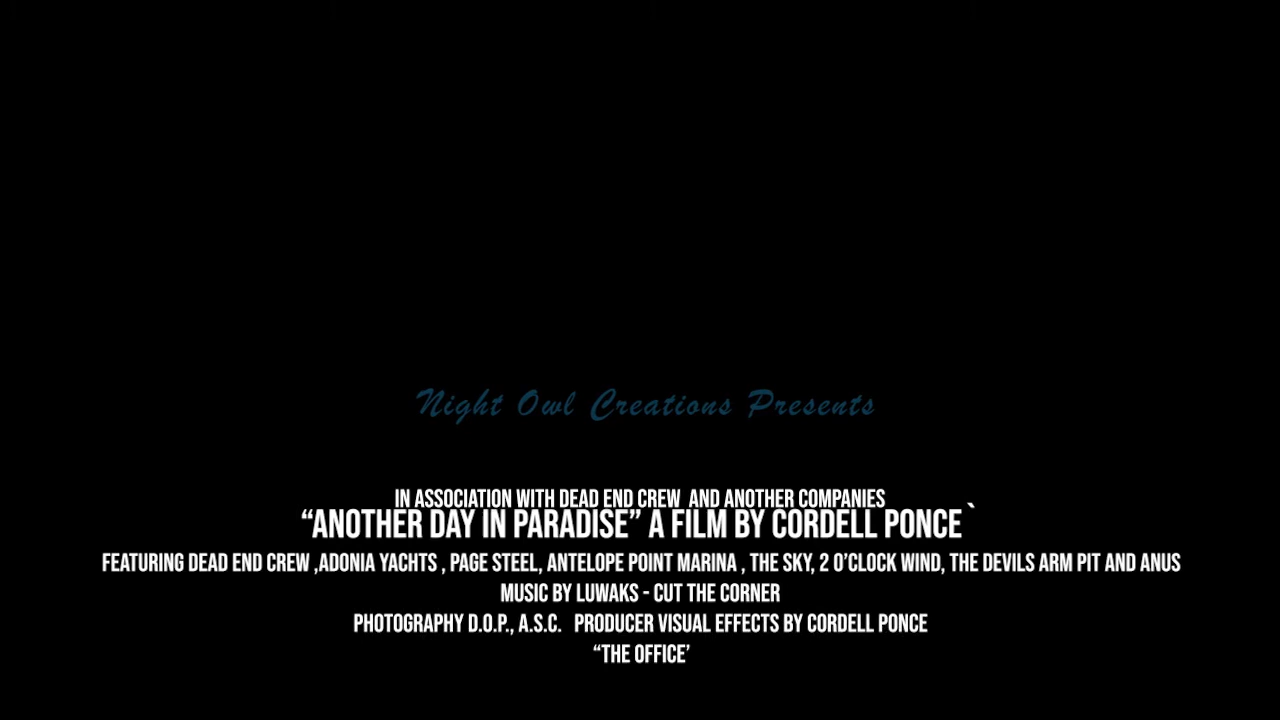 Night Owl Creations Presents
IN ASSOCIATION WITH DEAD END CREW AND ANOTHER COMPANIES
“ANOTHER DAY IN PARADISE” A FILM BY CORDELL PONCE `
FEATURING DEAD END CREW ,ADONIA YACHTS , PAGE STEEL, ANTELOPE POINT MARINA , THE SKY, 2 O’CLOCK WIND, THE DEVILS ARM PIT AND ANUS
MUSIC BY LUWAKS - CUT THE CORNER
PHOTOGRAPHY D.O.P., A.S.C. PRODUCER VISUAL EFFECTS BY CORDELL PONCE
“THE OFFICE’